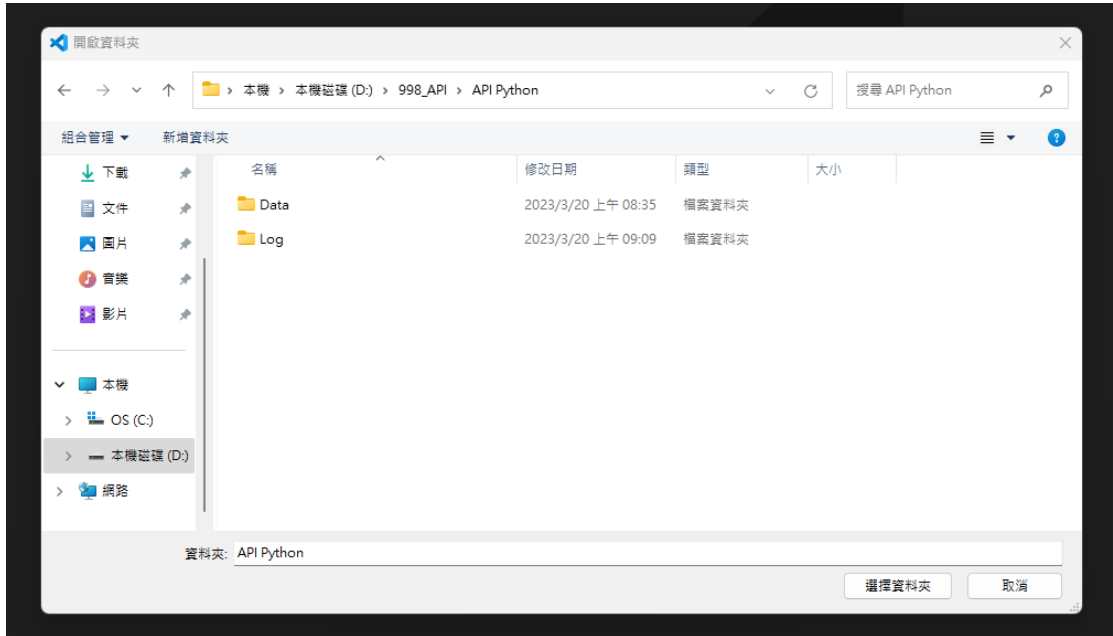 開啟資料夾
本機 本機磁碟 (D:) 998_API API Python
搜尋 API Python
組合管理 新增資料夾
名稱 修改日期 類型 大小
下載
文件
圖片
音樂
影片
本機
OS (C:)
本機磁碟 (D:)
網路
Data 2023/3/20 上午 08:35 檔案資料夾
Log 2023/3/20 上午 09:09 檔案資料夾
資料夾: API Python
選擇資料夾 取消